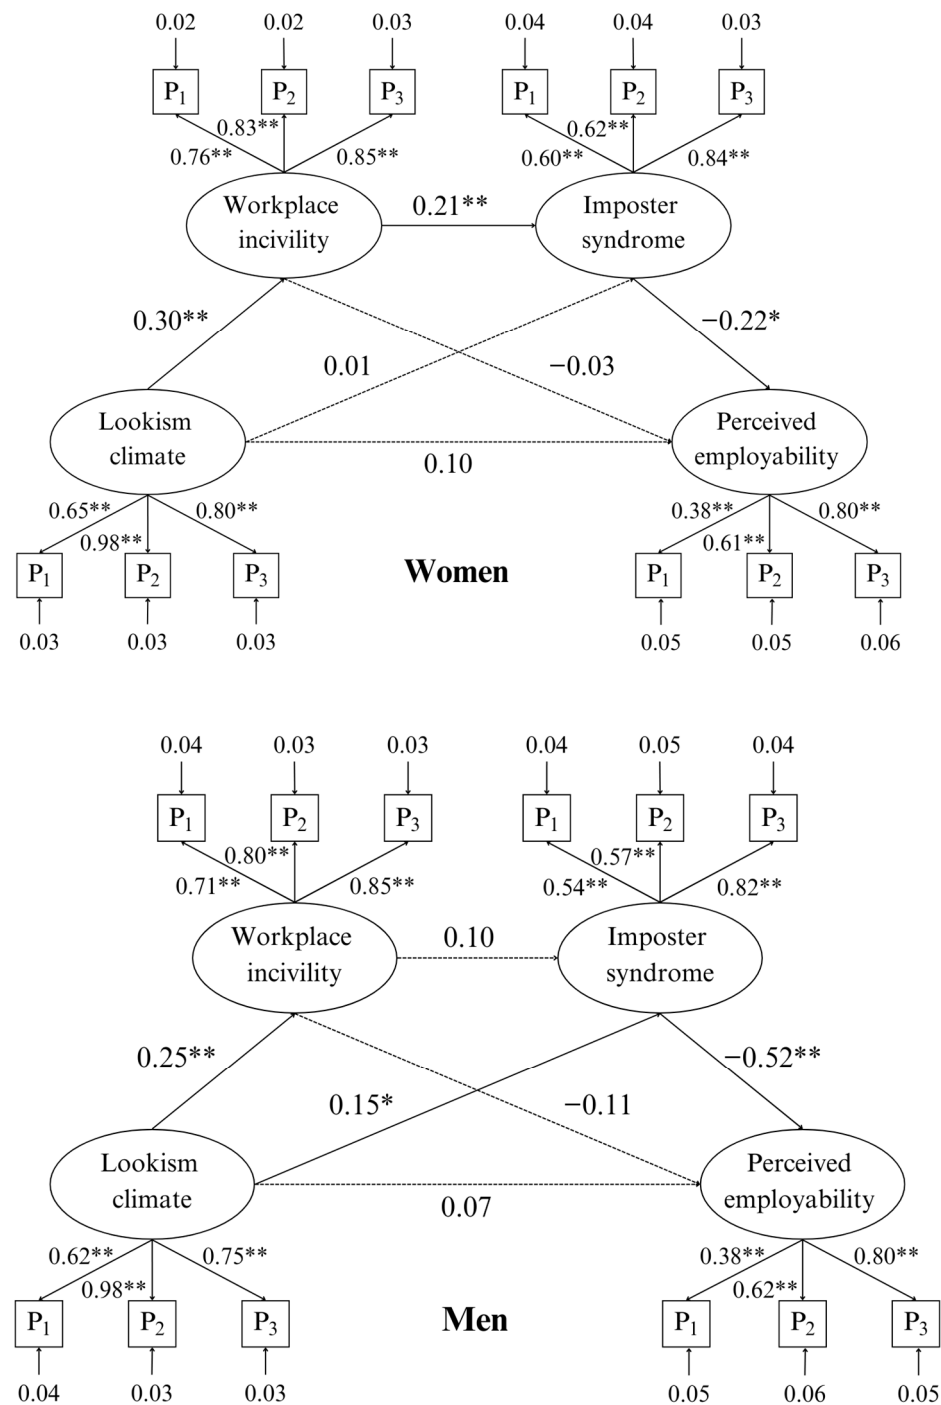 0.02 0.02 0.03 0.04 0.04 0.03
P1 P2 P3 P1 P2 P3
0.83** 0.62**
0.76** 0.85** 0.60** 0.84**
Workplace
incivility
0.21**
Imposter
syndrome
0.30** −0.22*
0.01 −0.03
Lookism
climate
Perceived
employability
0.10
0.65** 0.80** 0.38** 0.80**
0.98** 0.61**
P1 P2 P3 Women P1 P2 P3
0.03 0.03 0.03 0.05 0.05 0.06
0.04 0.03 0.03 0.04 0.05 0.04
P1 P2 P3 P1 P2 P3
0.80** 0.57**
0.71** 0.85** 0.54** 0.82**
Workplace
incivility
0.10
Imposter
syndrome
0.25** −0.52**
0.15* −0.11
Lookism
climate
Perceived
employability
0.07
0.62** 0.75** 0.38** 0.80**
0.98** 0.62**
P1 P2 P3 Men P1 P2 P3
0.04 0.03 0.03 0.05 0.06 0.05